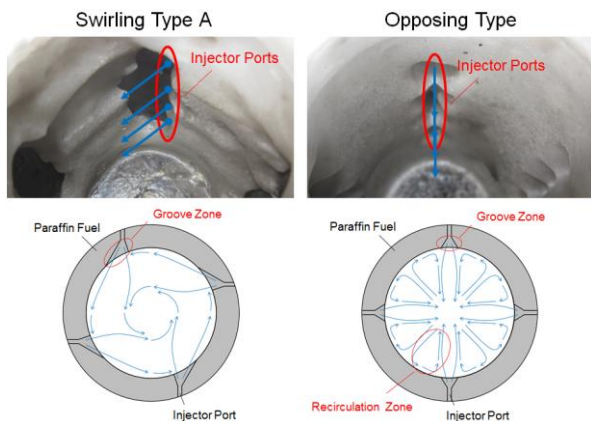 Swirling Type A
Opposing Type
Injector Ports
Injector
Ports
Groove Zone
Paraffin Fuel
Injector Port
Groove Zone
Paraffin Fuel
Recirculation Zone
Injector Port